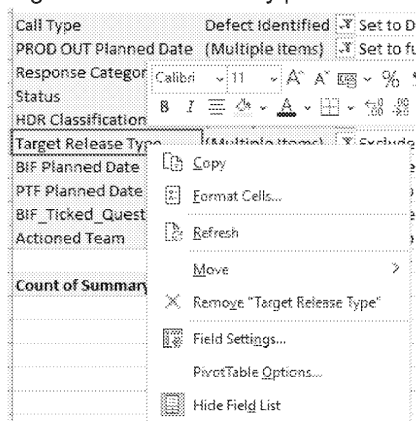 Call Type Defect Identified Set to D
PROD OUT Planned Date (Multiple Items) Set to fu
Response Categor
Status
HDR Classification
Target Release Type (Multiple Items) Exclude
BIF Planned Date
PTF Planned Date
BIF_Ticked_Quest
Actioned Team
Count of Summary
Calibri 11 A A %
B I A
Copy
Format Cells...
Refresh
Move
Remove "Target Release Type"
Field Settings...
PivotTable Options...
Hide Field List